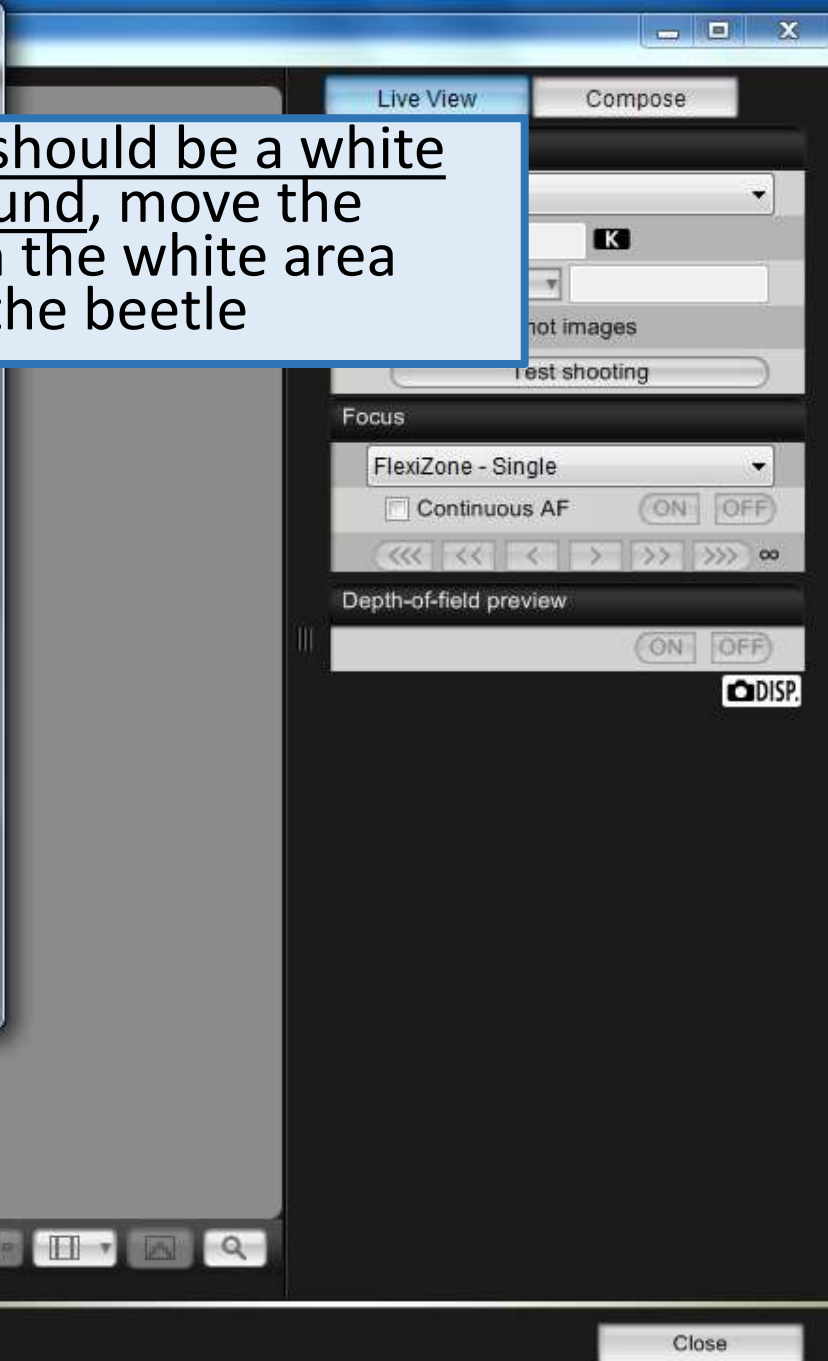 Live View Compose
should be a white
und, move the
the white area
the beetle
K
hot images
Test shooting
Focus
FlexiZone - Single
Continuous AF ON OFF
<<< << < > >> >>> ∞
Depth-of-field preview
ON OFF
DISP.
Close